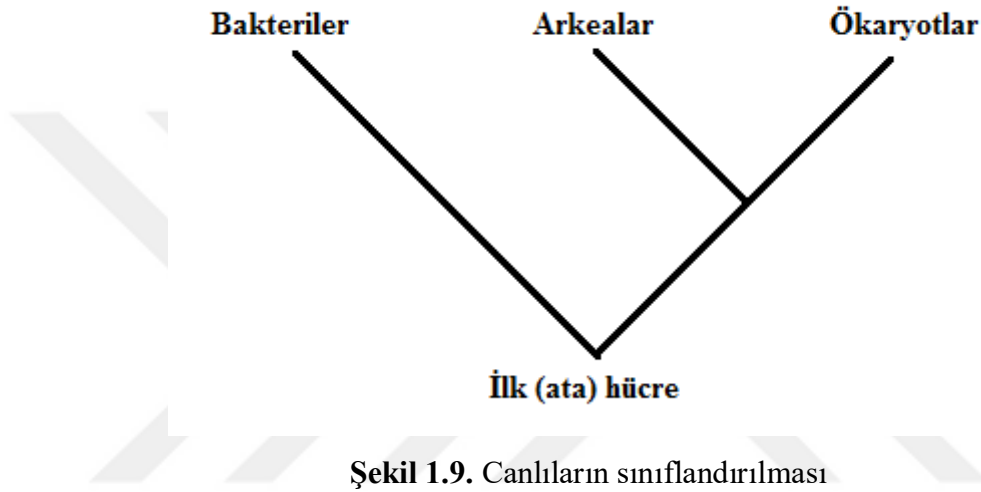 Bakteriler Arkealar Ökaryotlar
İlk (ata) hücre
Şekil 1.9. Canlıların sınıflandırılması